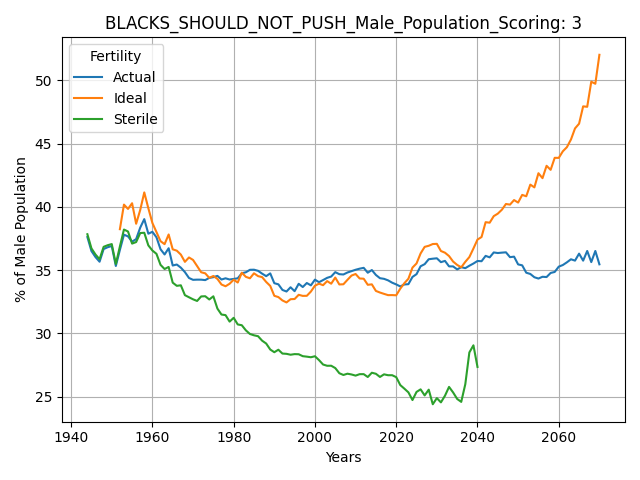 BLACKS_SHOULD_NOT_PUSH_Male_Population_Scoring: 3
Fertility
Actual
Ideal
Sterile
% of Male Population
50
45
40
35
30
25
1940
1960
1980
2000
2020
2040
2060
Years